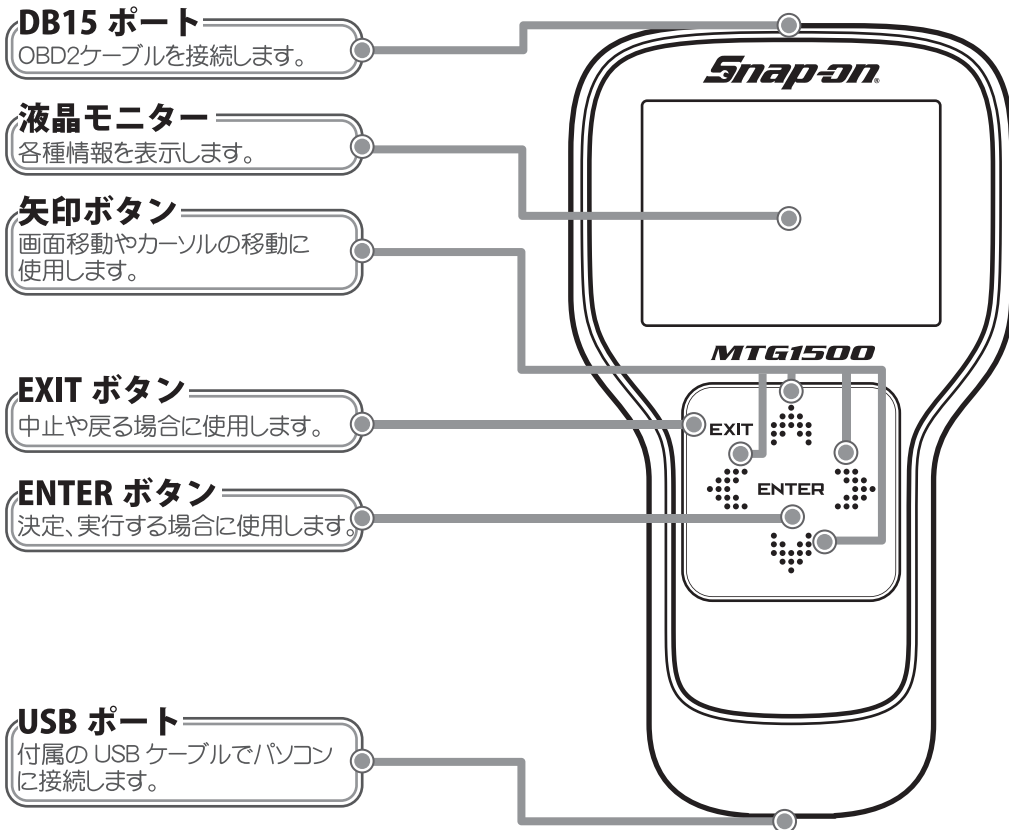 DB15 ポート
OBD2ケーブルを接続します。
液晶モニター
各種情報を表示します。
矢印ボタン
画面移動やカーソルの移動に
使用します。
EXIT ボタン
中止や戻る場合に使用します。
ENTER ボタン
決定、実行する場合に使用します。
USB ポート
付属の USB ケーブルでパソコン
に接続します。
Snap-on®
MTG1500
EXIT
ENTER